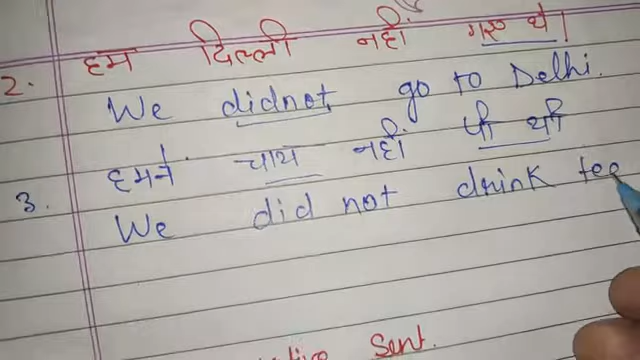 2. हम दिल्ली नहीं गए थे।
We didnot go to Delhi.
3. हमने चाय नहीं पी थी
We did not drink tea
Sent.